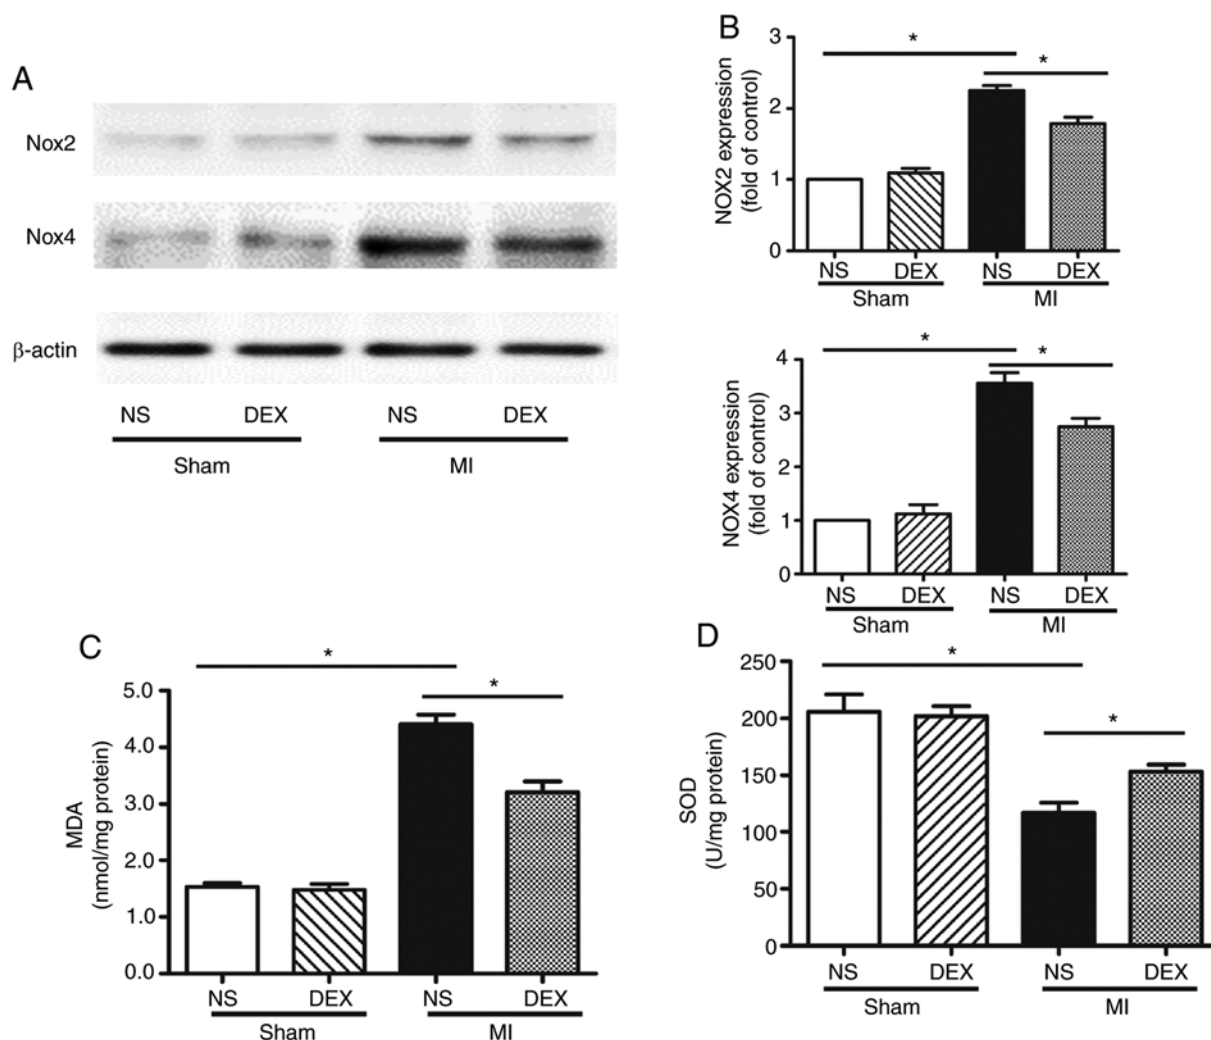 A
Nox2
Nox4
β-actin
NS DEX NS DEX
Sham MI
B
NOX2 expression
(fold of control)
3
2
1
0
*
*
NS DEX NS DEX
Sham MI
NOX4 expression
(fold of control)
4
3
2
1
0
*
*
NS DEX NS DEX
Sham MI
C
MDA
(nmol/mg protein)
5.0
4.0
3.0
2.0
1.0
0.0
*
*
NS DEX NS DEX
Sham MI
D
SOD
(U/mg protein)
250
200
150
100
50
0
*
*
NS DEX NS DEX
Sham MI